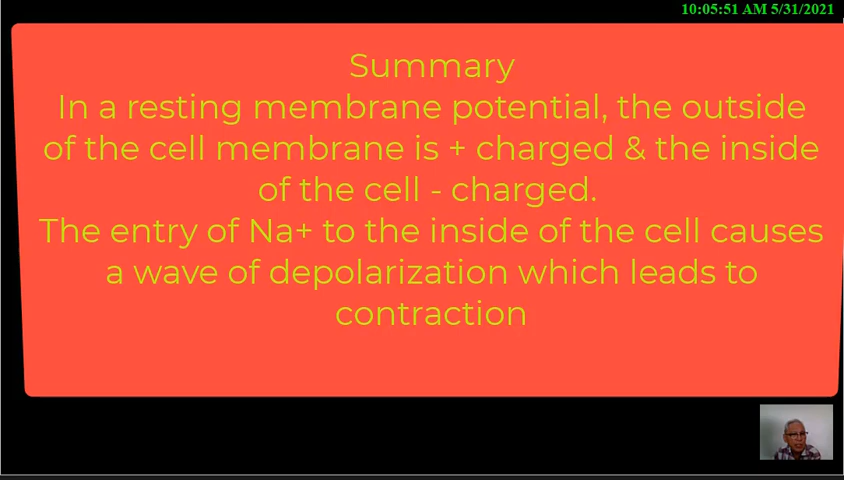 10:05:51 AM 5/31/2021
Summary
In a resting membrane potential, the outside
of the cell membrane is + charged & the inside
of the cell - charged.
The entry of Na+ to the inside of the cell causes
a wave of depolarization which leads to
contraction